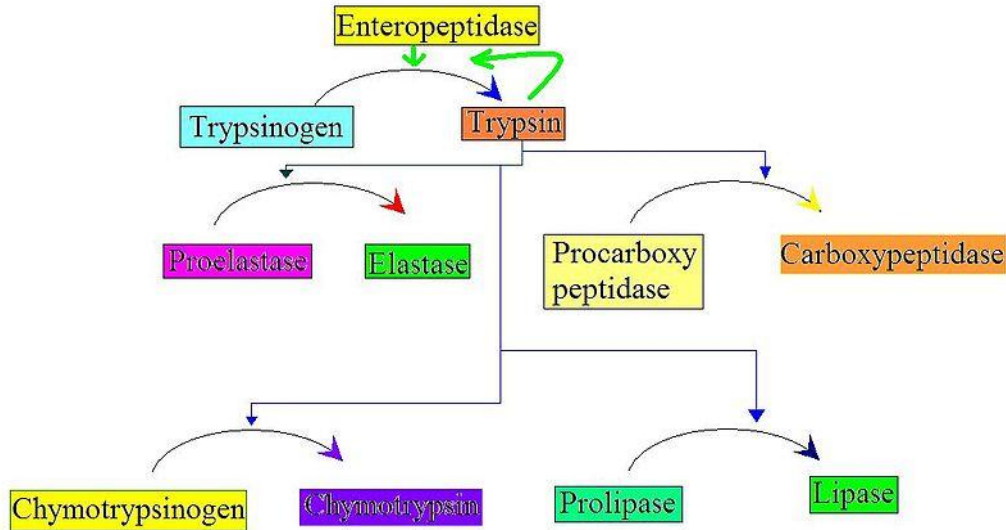 Enteropeptidase
Trypsinogen
Trypsin
Proelastase
Elastase
Procarboxy
peptidase
Carboxypeptidase
Chymotrypsinogen
Chymotrypsin
Prolipase
Lipase